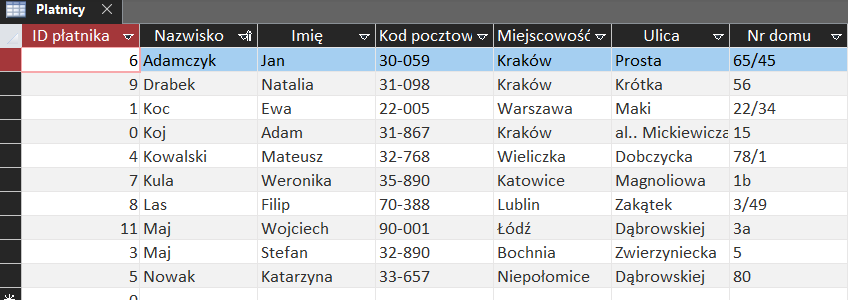 Płatnicy
ID płatnika Nazwisko Imię Kod pocztow Miejscowość Ulica Nr domu
6 Adamczyk Jan 30-059 Kraków Prosta 65/45
9 Drabek Natalia 31-098 Kraków Krótka 56
1 Koc Ewa 22-005 Warszawa Maki 22/34
0 Koj Adam 31-867 Kraków al.. Mickiewicza 15
4 Kowalski Mateusz 32-768 Wieliczka Dobczycka 78/1
7 Kula Weronika 35-890 Katowice Magnoliowa 1b
8 Las Filip 70-388 Lublin Zakątek 3/49
11 Maj Wojciech 90-001 Łódź Dąbrowskiej 3a
3 Maj Stefan 32-890 Bochnia Zwierzyniecka 5
5 Nowak Katarzyna 33-657 Niepołomice Dąbrowskiej 80
0